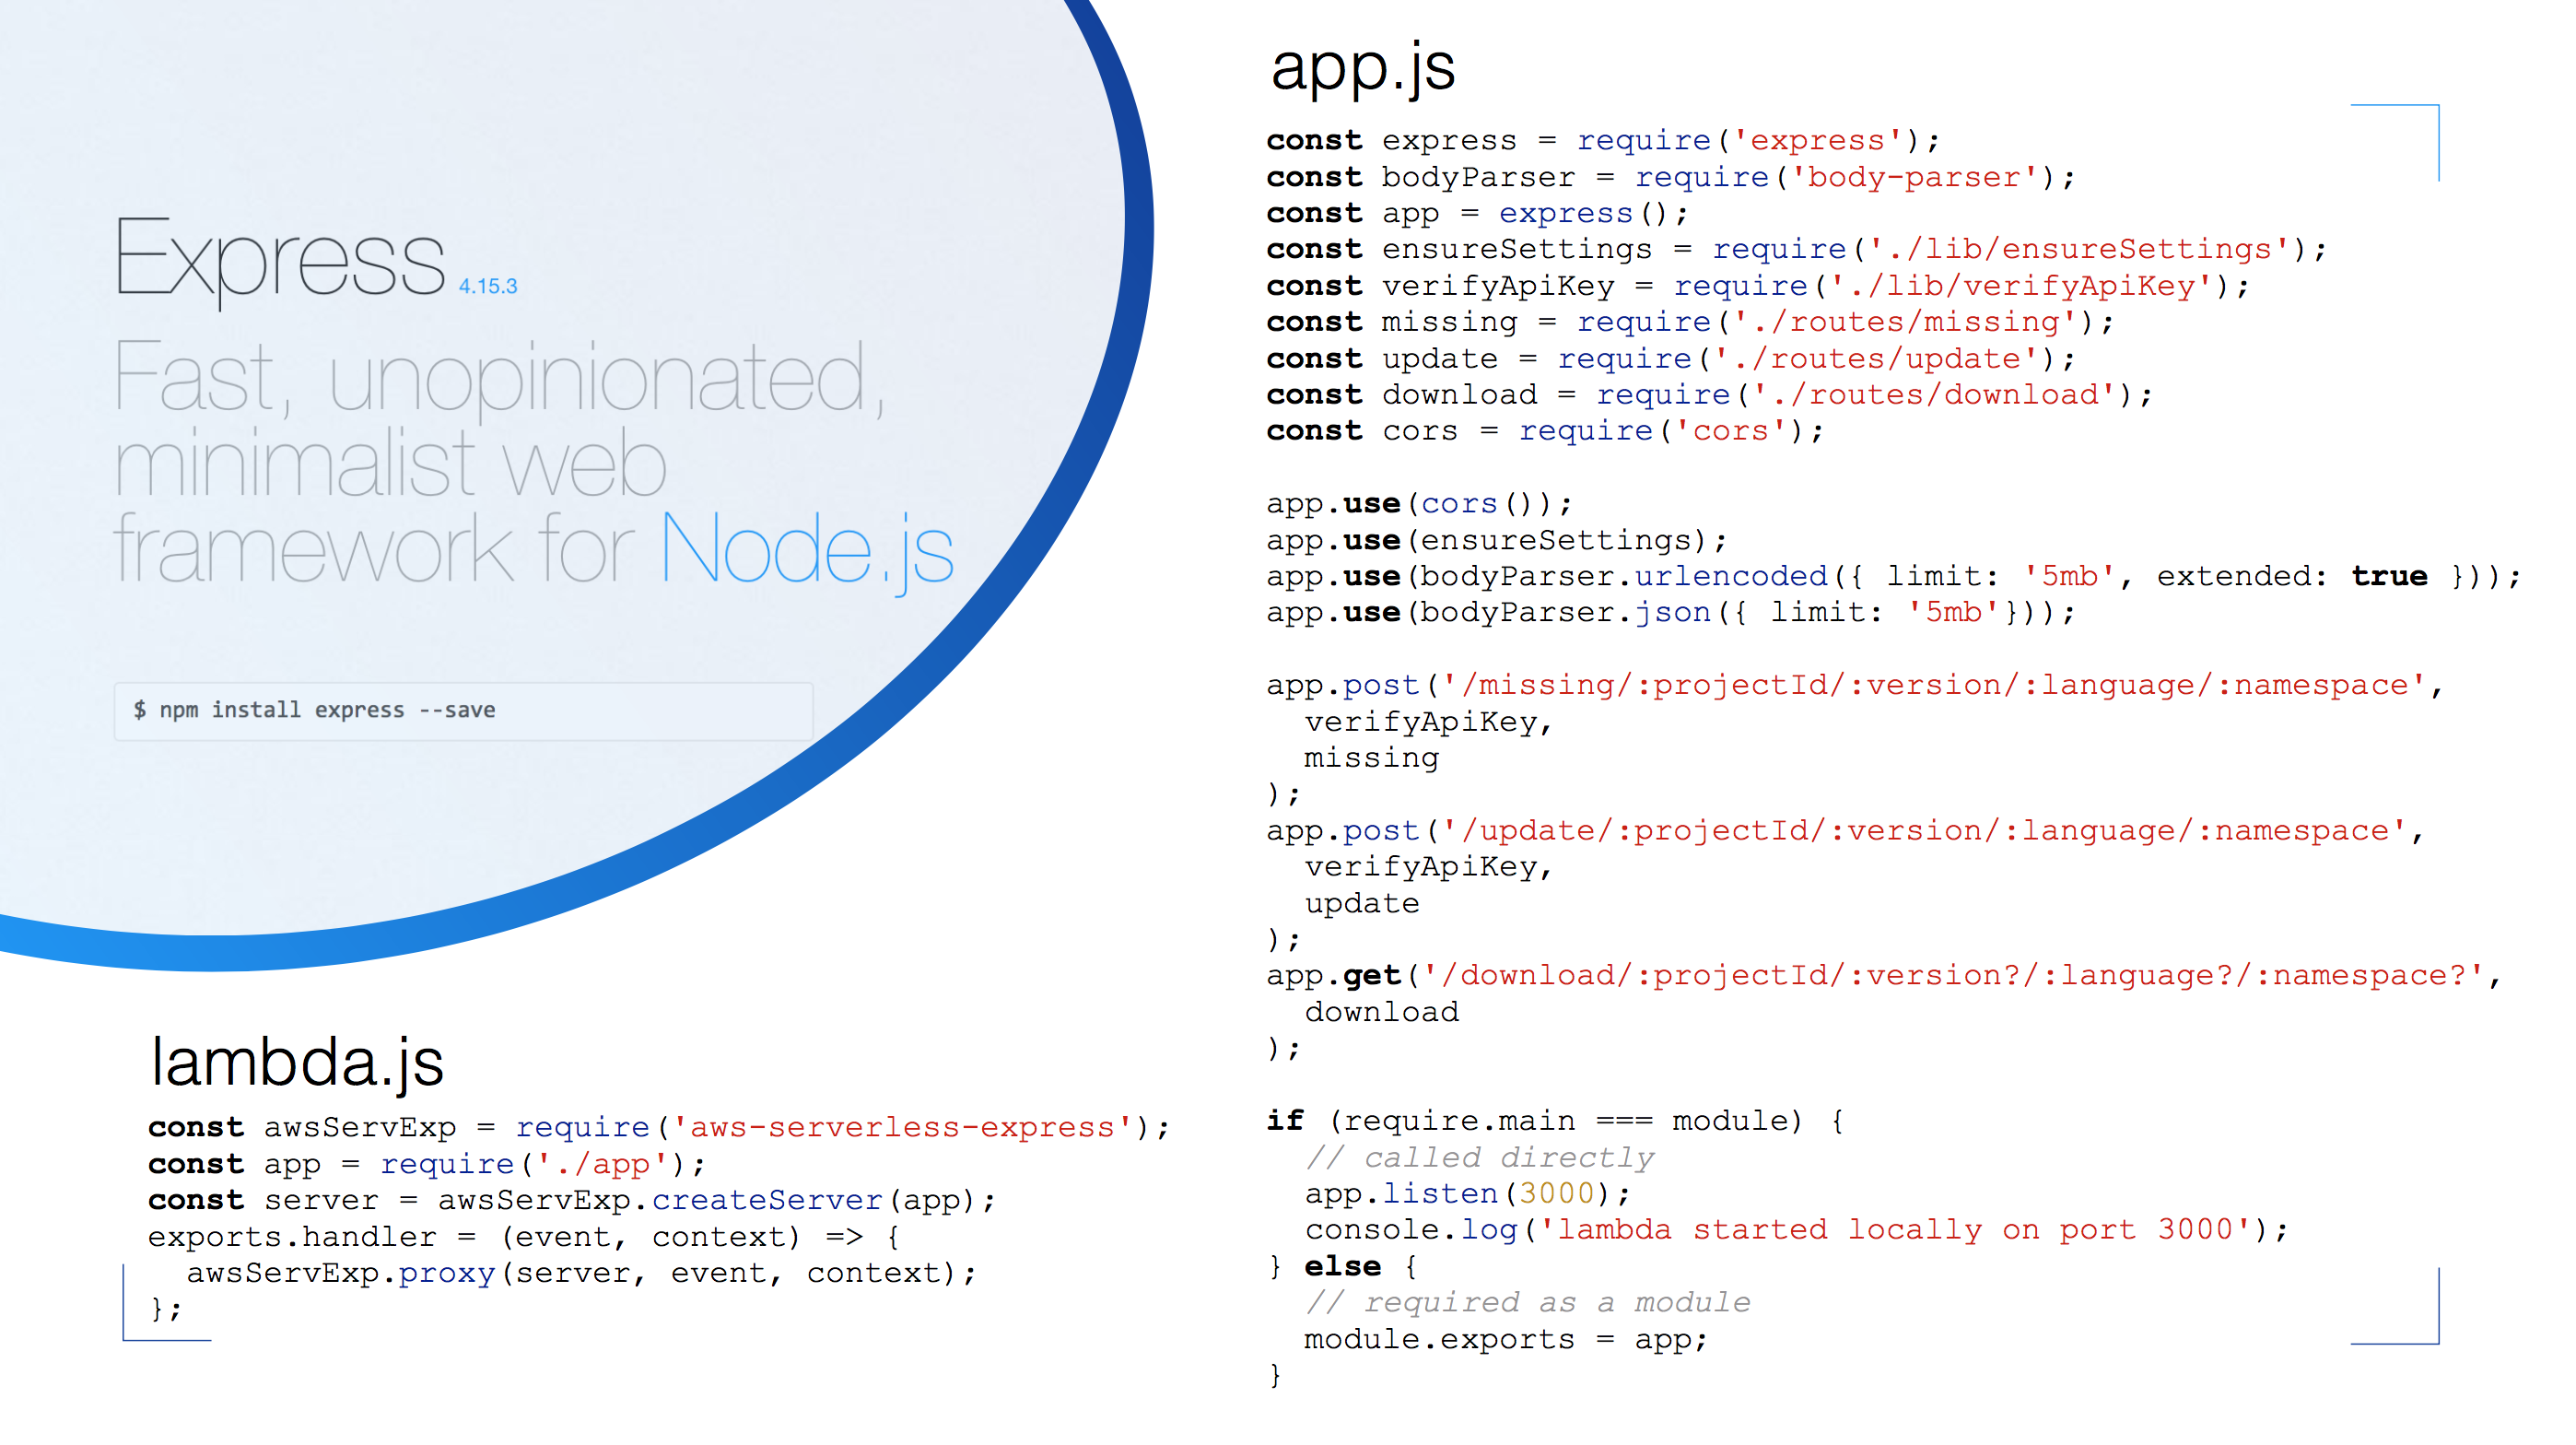 Express 4.15.3
Fast, unopinionated,
minimalist web
framework for Node.js
$ npm install express --save
lambda.js
const awsServExp = require('aws-serverless-express');
const app = require('./app');
const server = awsServExp.createServer(app);
exports.handler = (event, context) => {
  awsServExp.proxy(server, event, context);
};
app.js
const express = require('express');
const bodyParser = require('body-parser');
const app = express();
const ensureSettings = require('./lib/ensureSettings');
const verifyApiKey = require('./lib/verifyApiKey');
const missing = require('./routes/missing');
const update = require('./routes/update');
const download = require('./routes/download');
const cors = require('cors');

app.use(cors());
app.use(ensureSettings);
app.use(bodyParser.urlencoded({ limit: '5mb', extended: true }));
app.use(bodyParser.json({ limit: '5mb'}));

app.post('/missing/:projectId/:version/:language/:namespace',
  verifyApiKey,
  missing
);
app.post('/update/:projectId/:version/:language/:namespace',
  verifyApiKey,
  update
);
app.get('/download/:projectId/:version?/:language?/:namespace?',
  download
);

if (require.main === module) {
  // called directly
  app.listen(3000);
  console.log('lambda started locally on port 3000');
} else {
  // required as a module
  module.exports = app;
}